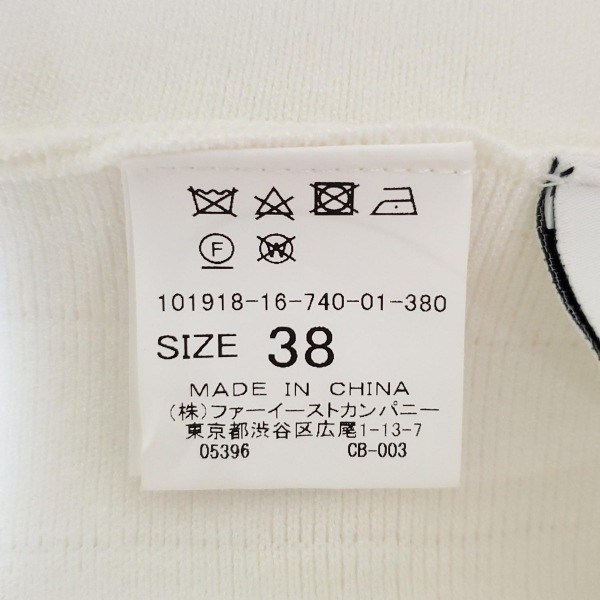 F W
101918-16-740-01-380
SIZE 38
MADE IN CHINA
(株)ファーイーストカンパニー
東京都渋谷区広尾1-13-7
05396 CB-003